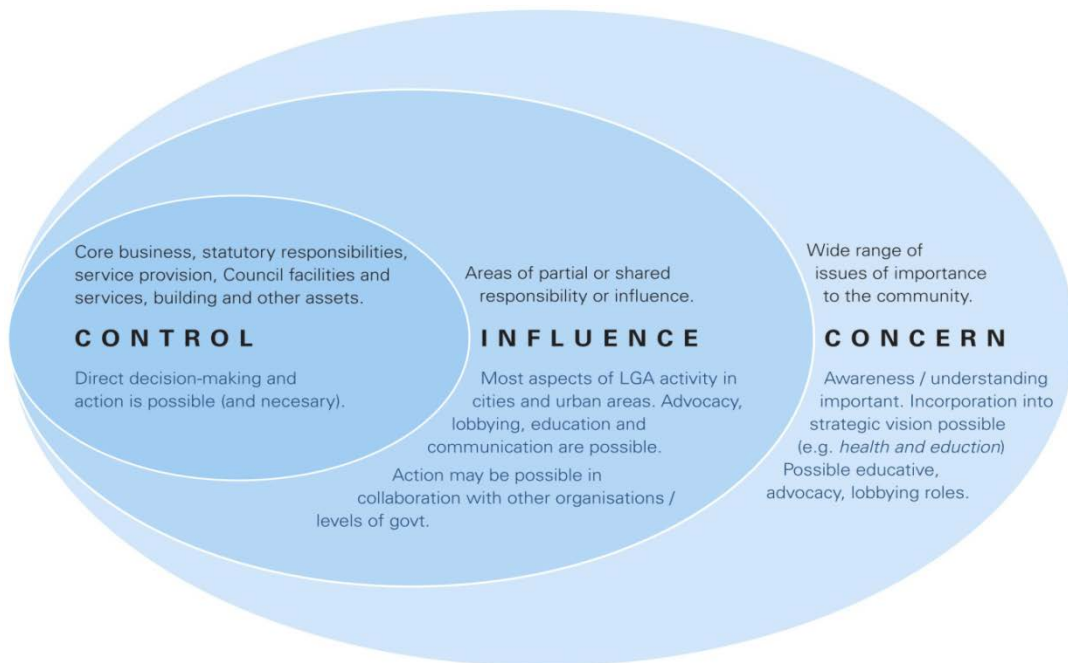 Core business, statutory responsibilities,
service provision, Council facilities and
services, building and other assets.
CONTROL
Direct decision-making and
action is possible (and necesary).
Areas of partial or shared
responsibility or influence.
INFLUENCE
Most aspects of LGA activity in
cities and urban areas. Advocacy,
lobbying, education and
communication are possible.
Action may be possible in
collaboration with other organisations /
levels of govt.
Wide range of
issues of importance
to the community.
CONCERN
Awareness / understanding
important. Incorporation into
strategic vision possible
(e.g. health and eduction)
Possible educative,
advocacy, lobbying roles.